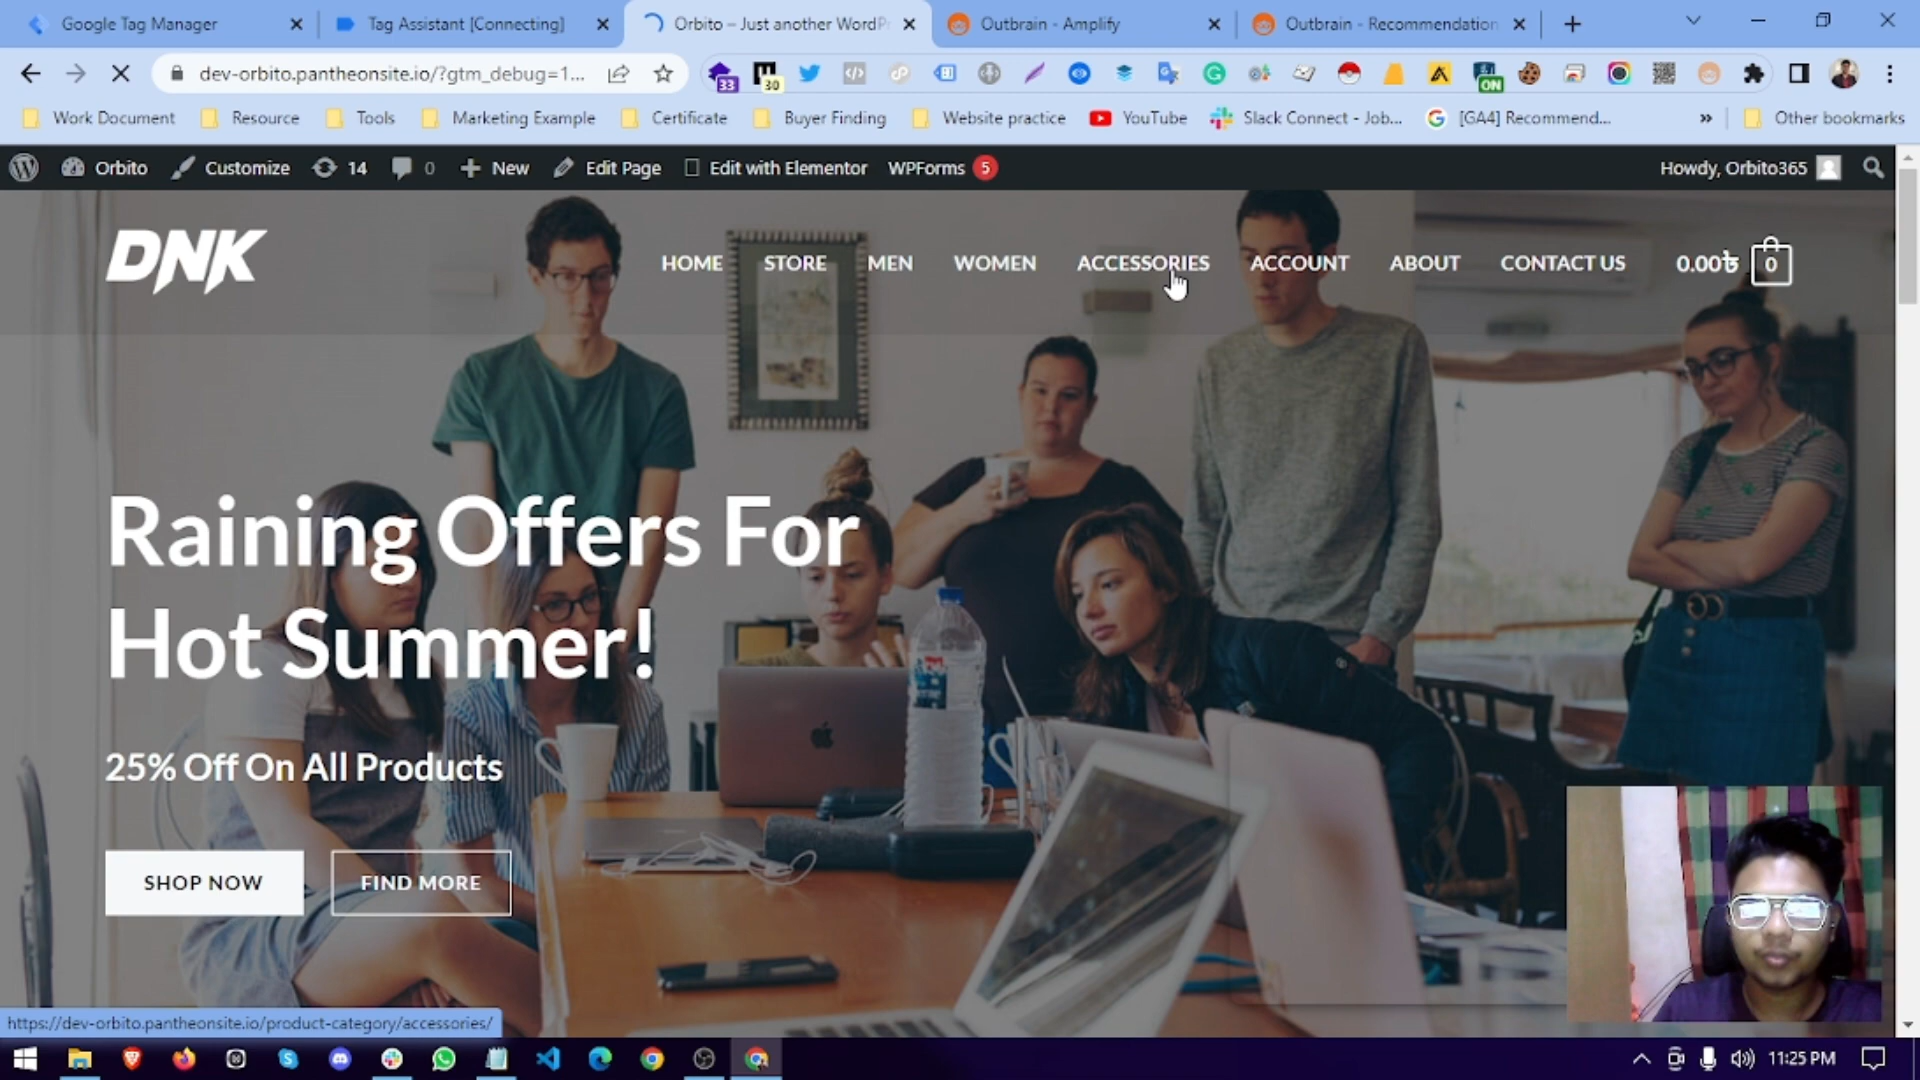 Google Tag Manager
Tag Assistant [Connecting]
Orbito – Just another WordPr
Outbrain - Amplify
Outbrain - Recommendation
dev-orbito.pantheonsite.io/?gtm_debug=1...
33
30
ON
Work Document
Resource
Tools
Marketing Example
Certificate
Buyer Finding
Website practice
YouTube
Slack Connect - Job...
[GA4] Recommend...
»
Other bookmarks
Orbito
Customize
14
0
New
Edit Page
Edit with Elementor
WPForms 5
Howdy, Orbito365
DNK
HOME
STORE
MEN
WOMEN
ACCESSORIES
ACCOUNT
ABOUT
CONTACT US
0.00৳
0
Raining Offers For
Hot Summer!
25% Off On All Products
SHOP NOW
FIND MORE
https://dev-orbito.pantheonsite.io/product-category/accessories/
11:25 PM